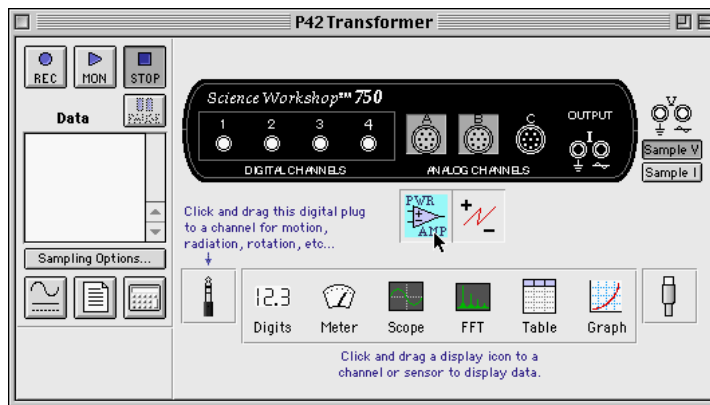 P42 Transformer
REC
MON
STOP
PAUSE
Data
Sampling Options...
Science Workshop™ 750
1 2 3 4
A B C
OUTPUT
I
DIGITAL CHANNELS
ANALOG CHANNELS
V
Sample V
Sample I
Click and drag this digital plug
to a channel for motion,
radiation, rotation, etc...
PWR
AMP
12.3
Digits
Meter
Scope
FFT
Table
Graph
Click and drag a display icon to a
channel or sensor to display data.